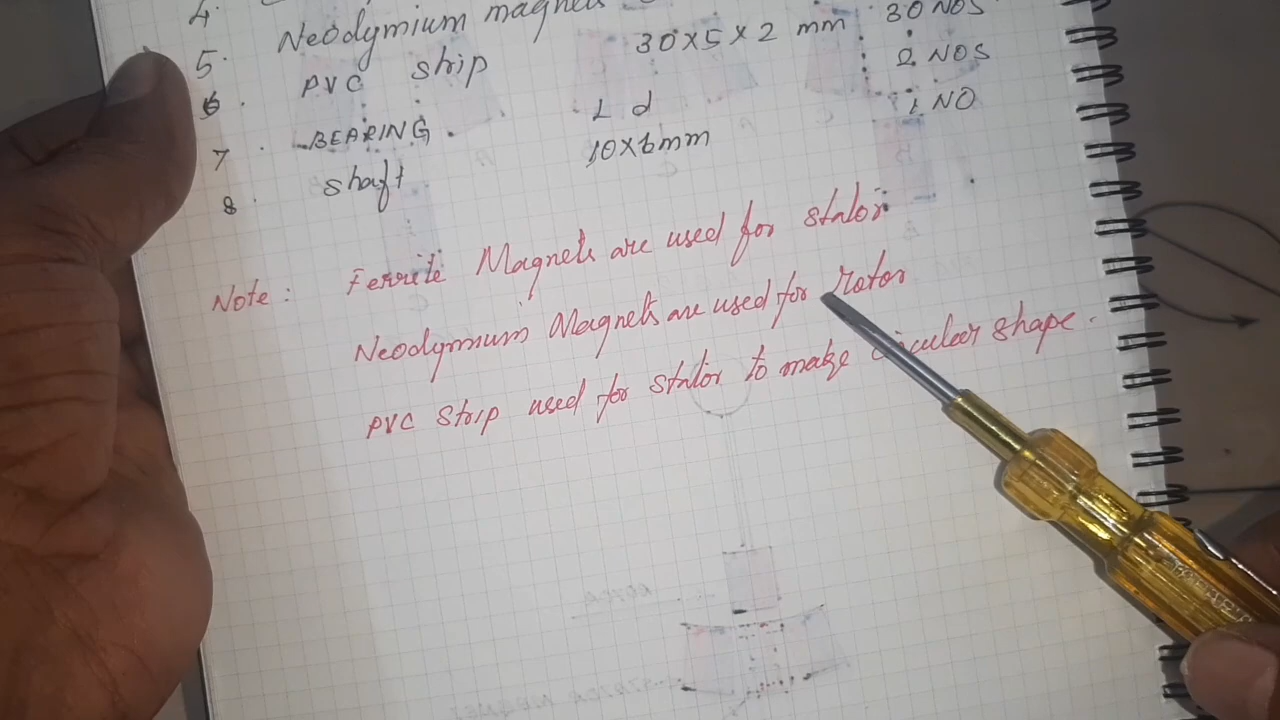 4.
5. Neodymium magnets
6. PVC strip 30x5x2 mm. 30 NOS
7. BEARING. L d 2 NOS
8. shaft 10x6mm 1 NO
Note: Ferrite Magnets are used for stator.
Neodymium Magnets are used for rotor
PVC strip used for stator to make circular shape.